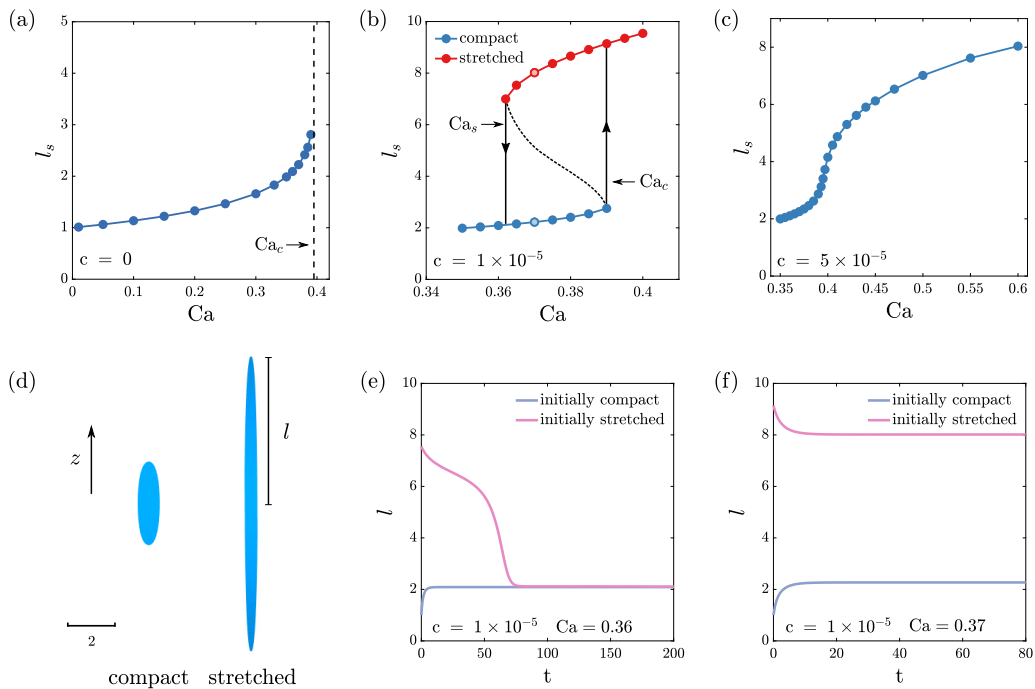 (a)
5
4
3
2
1
0
l_s
Ca_c
c = 0
0
0.1
0.2
0.3
0.4
Ca
(b)
10
8
6
4
2
0
l_s
compact
stretched
Ca_s
Ca_c
c = 1 × 10⁻⁵
0.34
0.36
0.38
0.4
Ca
(c)
8
6
4
2
0
l_s
c = 5 × 10⁻⁵
0.35
0.4
0.45
0.5
0.55
0.6
Ca
(d)
z
l
2
compact stretched
(e)
10
8
6
4
2
0
l
initially compact
initially stretched
c = 1 × 10⁻⁵ Ca = 0.36
0
50
100
150
200
t
(f)
10
8
6
4
2
0
l
initially compact
initially stretched
c = 1 × 10⁻⁵ Ca = 0.37
0
20
40
60
80
t